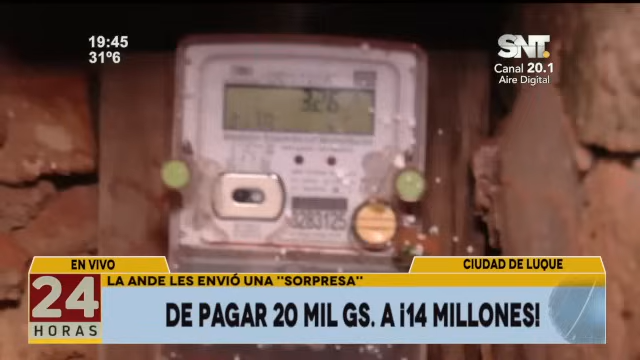 19:45
31°6
SNT
Canal 20.1
Aire Digital
3283125
EN VIVO
CIUDAD DE LUQUE
LA ANDE LES ENVIÓ UNA "SORPRESA"
24
HORAS
DE PAGAR 20 MIL GS. A ¡14 MILLONES!